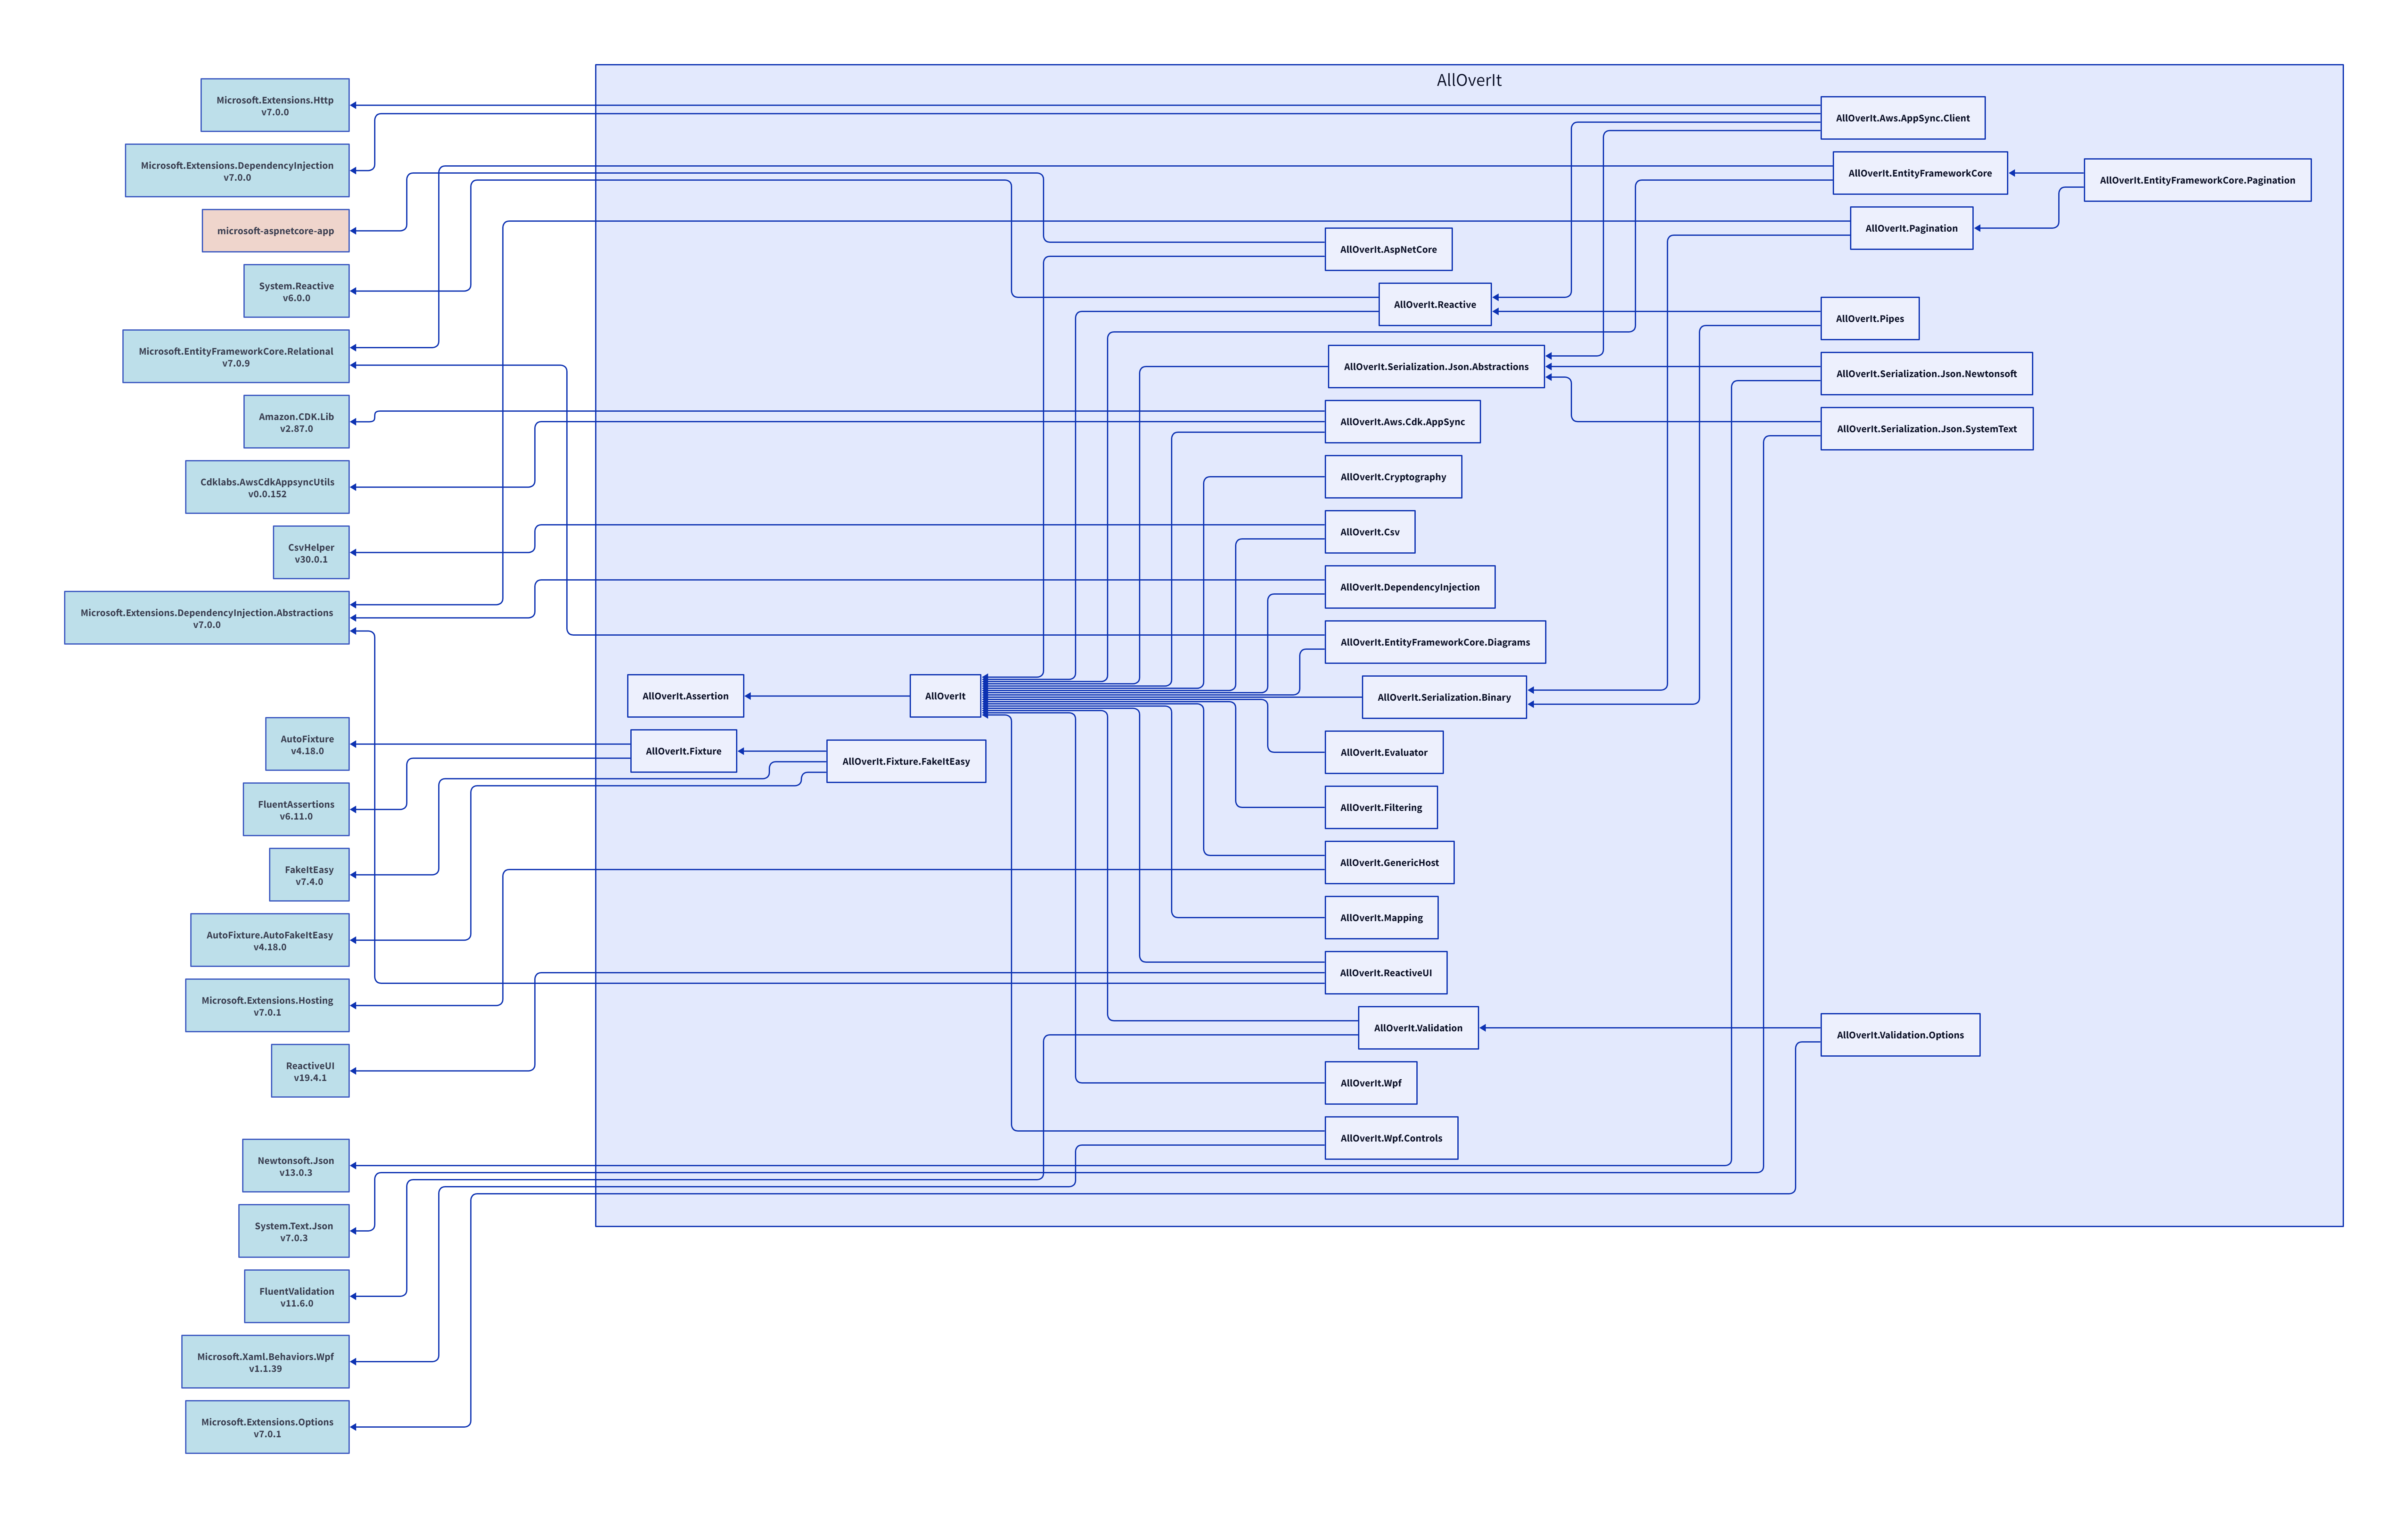 AllOverIt
Microsoft.Extensions.Http
v7.0.0
Microsoft.Extensions.DependencyInjection
v7.0.0
microsoft-aspnetcore-app
System.Reactive
v6.0.0
Microsoft.EntityFrameworkCore.Relational
v7.0.9
Amazon.CDK.Lib
v2.87.0
Cdklabs.AwsCdkAppsyncUtils
v0.0.152
CsvHelper
v30.0.1
Microsoft.Extensions.DependencyInjection.Abstractions
v7.0.0
AutoFixture
v4.18.0
FluentAssertions
v6.11.0
FakeItEasy
v7.4.0
AutoFixture.AutoFakeItEasy
v4.18.0
Microsoft.Extensions.Hosting
v7.0.1
ReactiveUI
v19.4.1
Newtonsoft.Json
v13.0.3
System.Text.Json
v7.0.3
FluentValidation
v11.6.0
Microsoft.Xaml.Behaviors.Wpf
v1.1.39
Microsoft.Extensions.Options
v7.0.1
AllOverIt.Assertion
AllOverIt.Fixture
AllOverIt
AllOverIt.Fixture.FakeItEasy
AllOverIt.AspNetCore
AllOverIt.Reactive
AllOverIt.Serialization.Json.Abstractions
AllOverIt.Aws.Cdk.AppSync
AllOverIt.Cryptography
AllOverIt.Csv
AllOverIt.DependencyInjection
AllOverIt.EntityFrameworkCore.Diagrams
AllOverIt.Serialization.Binary
AllOverIt.Evaluator
AllOverIt.Filtering
AllOverIt.GenericHost
AllOverIt.Mapping
AllOverIt.ReactiveUI
AllOverIt.Validation
AllOverIt.Wpf
AllOverIt.Wpf.Controls
AllOverIt.Aws.AppSync.Client
AllOverIt.EntityFrameworkCore
AllOverIt.Pagination
AllOverIt.Pipes
AllOverIt.Serialization.Json.Newtonsoft
AllOverIt.Serialization.Json.SystemText
AllOverIt.Validation.Options
AllOverIt.EntityFrameworkCore.Pagination